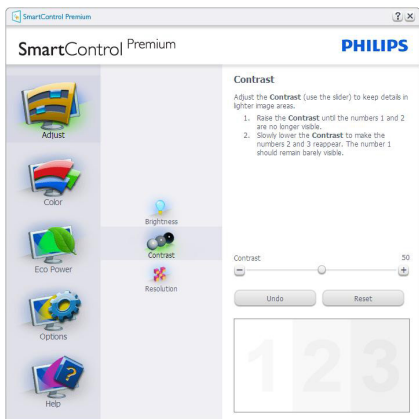 SmartControl Premium
SmartControl Premium
PHILIPS
Adjust
Color
Eco Power
Options
Help
Brightness
Contrast
Resolution
Contrast
Adjust the Contrast (use the slider) to keep details in
lighter image areas.
1. Raise the Contrast until the numbers 1 and 2
are no longer visible.
2. Slowly lower the Contrast to make the
numbers 2 and 3 reappear. The number 1
should remain barely visible.
Contrast 50
Undo Reset
1 2 3